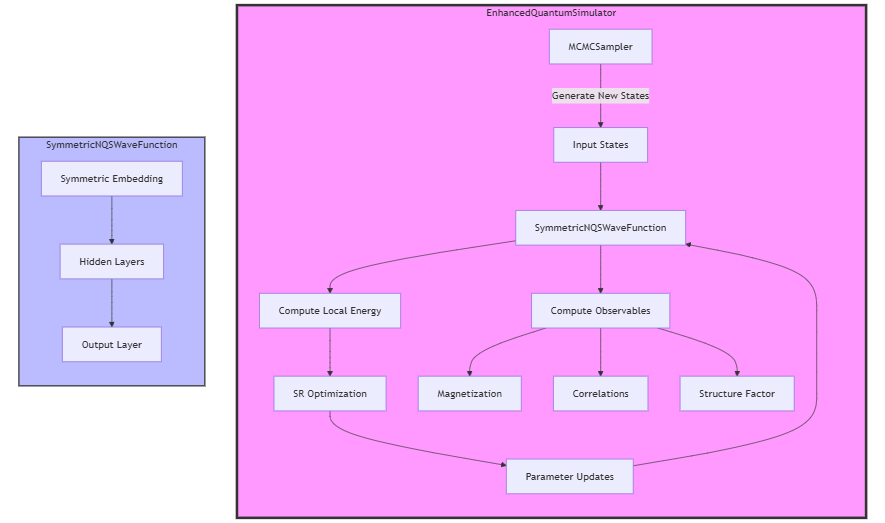 SymmetricNQSWaveFunction
Symmetric Embedding
Hidden Layers
Output Layer
EnhancedQuantumSimulator
MCMCSampler
Generate New States
Input States
SymmetricNQSWaveFunction
Compute Local Energy
Compute Observables
SR Optimization
Magnetization
Correlations
Structure Factor
Parameter Updates